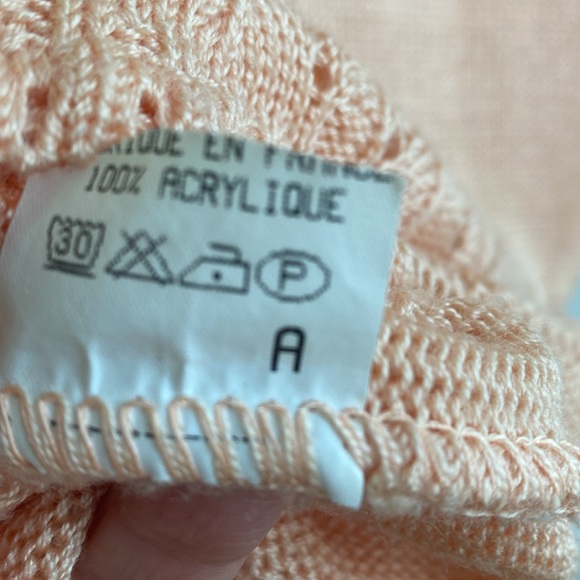 EN FRANCE
100% ACRYLIQUE
30 P
A